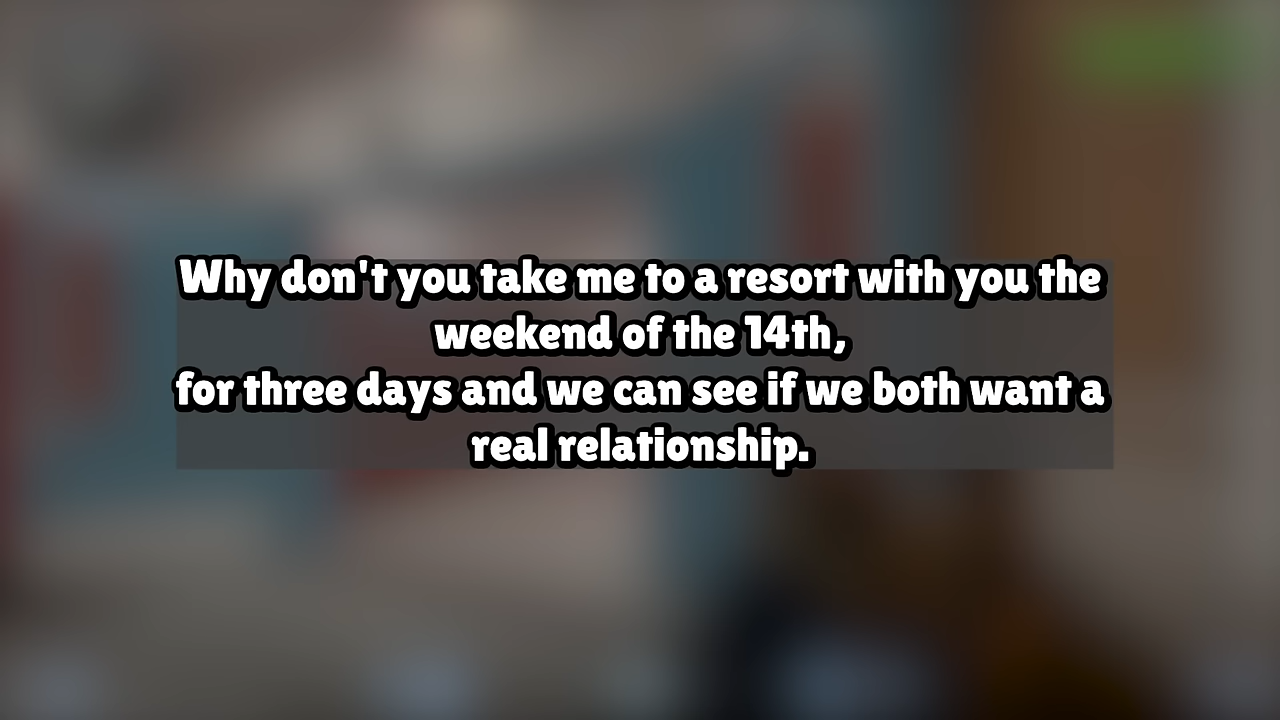 Why don't you take me to a resort with you the
weekend of the 14th,
for three days and we can see if we both want a
real relationship.